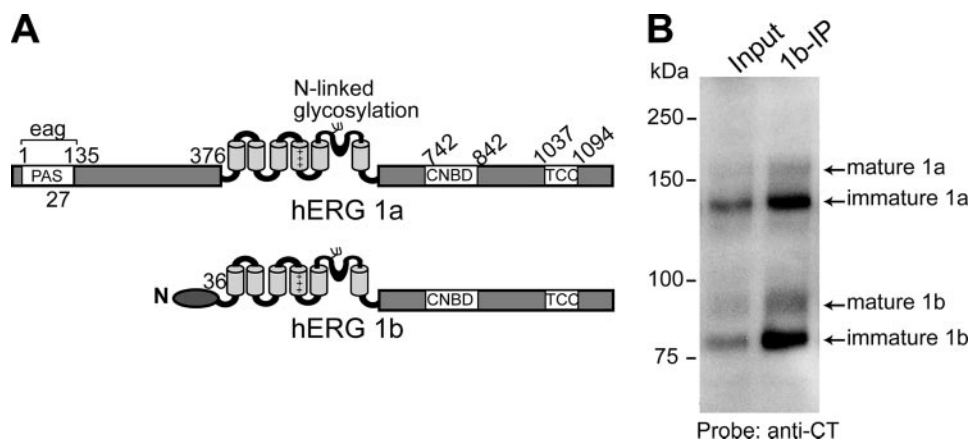 A
N-linked
glycosylation
eag
1 135 376 742 842 1037 1094
PAS CNBD TCC
27
hERG 1a
N 36
CNBD TCC
hERG 1b
B
Input 1b-IP
kDa
250 -
mature 1a
150 -
immature 1a
100 -
mature 1b
immature 1b
75 -
Probe: anti-CT